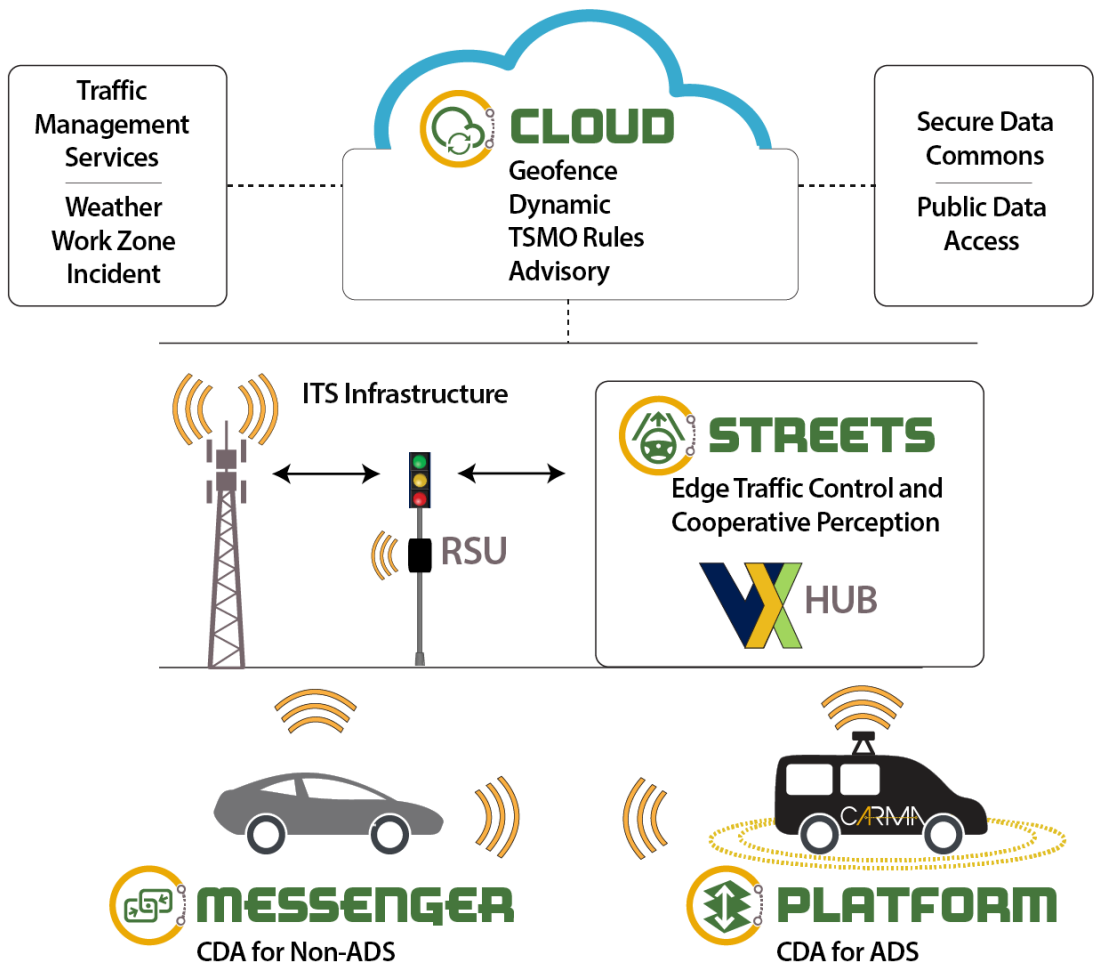 Traffic
Management
Services
Weather
Work Zone
Incident
CLOUD
Geofence
Dynamic
TSMO Rules
Advisory
Secure Data
Commons
Public Data
Access
ITS Infrastructure
RSU
STREETS
Edge Traffic Control and
Cooperative Perception
VX HUB
CARMA
MESSENGER
CDA for Non-ADS
PLATFORM
CDA for ADS